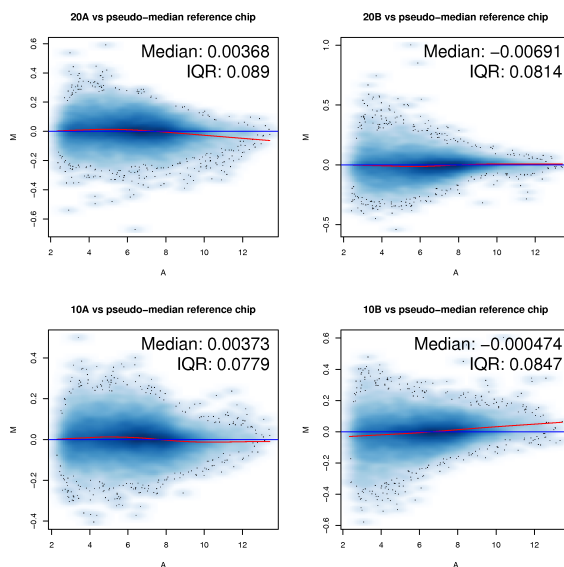 20A vs pseudo−median reference chip
Median: 0.00368
IQR: 0.089
0.6
0.4
0.2
0.0
−0.2
−0.4
−0.6
M
2 4 6 8 10 12
A
20B vs pseudo−median reference chip
Median: −0.00691
IQR: 0.0814
1.0
0.5
0.0
−0.5
M
2 4 6 8 10 12
A
10A vs pseudo−median reference chip
Median: 0.00373
IQR: 0.0779
0.4
0.2
0.0
−0.2
−0.4
M
2 4 6 8 10 12
A
10B vs pseudo−median reference chip
Median: −0.000474
IQR: 0.0847
0.6
0.4
0.2
0.0
−0.2
−0.4
−0.6
M
2 4 6 8 10 12
A